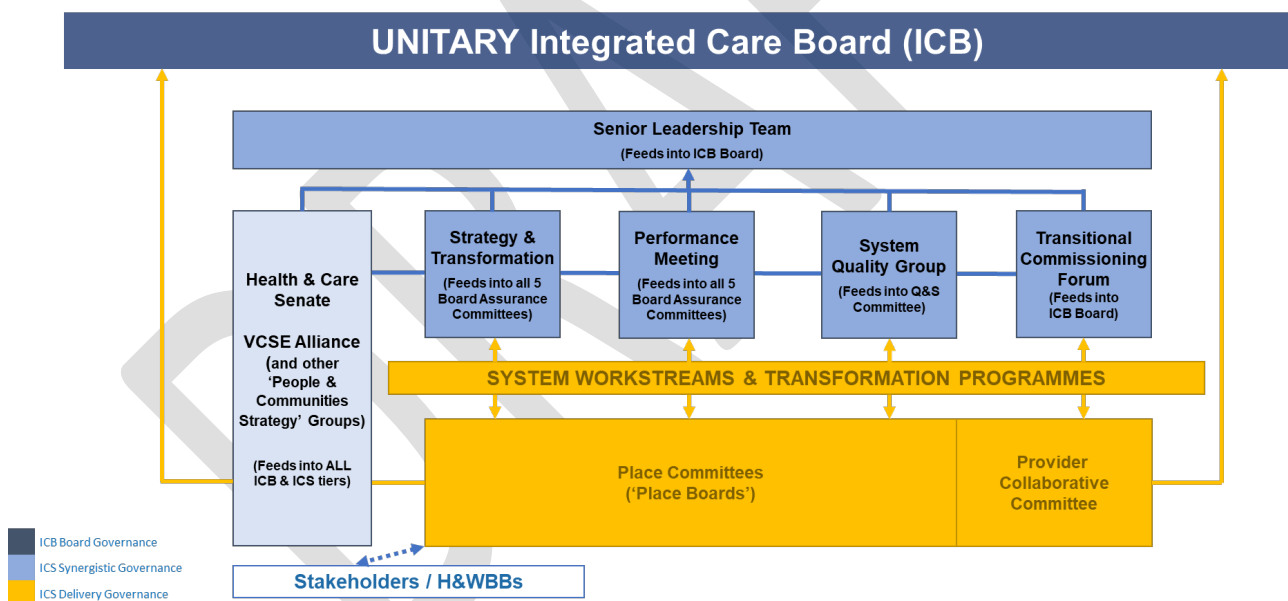 UNITARY Integrated Care Board (ICB)
Senior Leadership Team
(Feeds into ICB Board)
Health & Care
Senate
VCSE Alliance
(and other
‘People &
Communities
Strategy’ Groups)
(Feeds into ALL
ICB & ICS tiers)
Strategy &
Transformation
(Feeds into all 5
Board Assurance
Committees)
Performance
Meeting
(Feeds into all 5
Board Assurance
Committees)
System
Quality Group
(Feeds into Q&S
Committee)
Transitional
Commissioning
Forum
(Feeds into
ICB Board)
SYSTEM WORKSTREAMS & TRANSFORMATION PROGRAMMES
Place Committees
(‘Place Boards’)
Provider
Collaborative
Committee
ICB Board Governance
ICS Synergistic Governance
ICS Delivery Governance
Stakeholders / H&WBBs
DRAFT